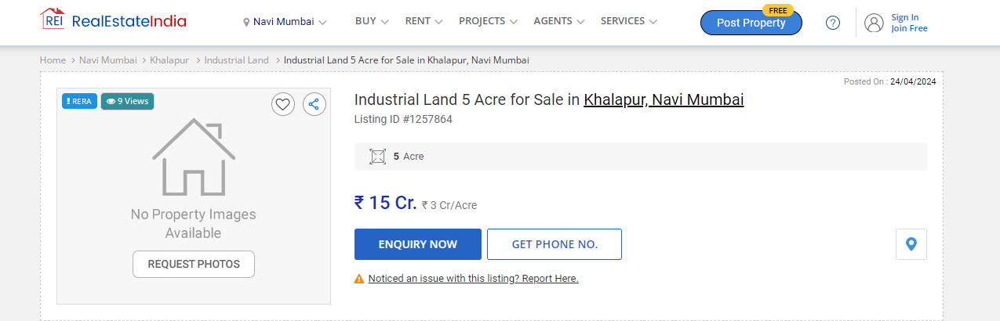 REI RealEstateIndia
Navi Mumbai
BUY
RENT
PROJECTS
AGENTS
SERVICES
FREE
Post Property
?
Sign In
Join Free
Home > Navi Mumbai > Khalapur > Industrial Land > Industrial Land 5 Acre for Sale in Khalapur, Navi Mumbai
Posted On : 24/04/2024
! RERA
9 Views
No Property Images
Available
REQUEST PHOTOS
Industrial Land 5 Acre for Sale in Khalapur, Navi Mumbai
Listing ID #1257864
5 Acre
₹ 15 Cr. ₹ 3 Cr/Acre
ENQUIRY NOW
GET PHONE NO.
Noticed an issue with this listing? Report Here.